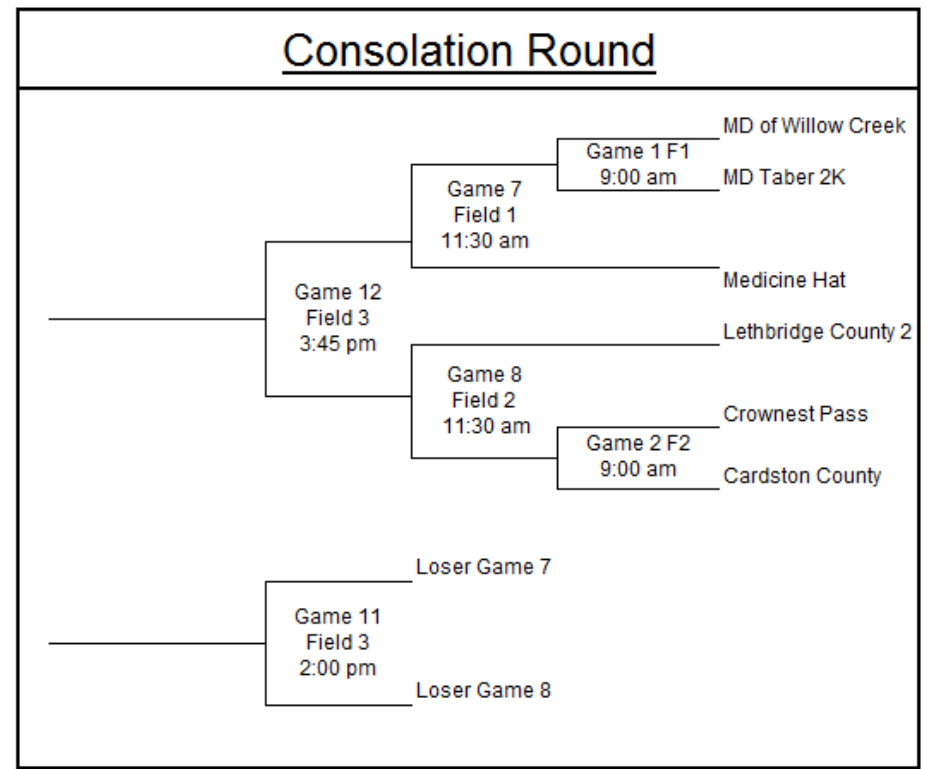 Consolation Round
MD of Willow Creek
Game 1 F1
9:00 am
MD Taber 2K
Game 7
Field 1
11:30 am
Medicine Hat
Game 12
Field 3
3:45 pm
Lethbridge County 2
Game 8
Field 2
11:30 am
Crownest Pass
Game 2 F2
9:00 am
Cardston County
Loser Game 7
Game 11
Field 3
2:00 pm
Loser Game 8